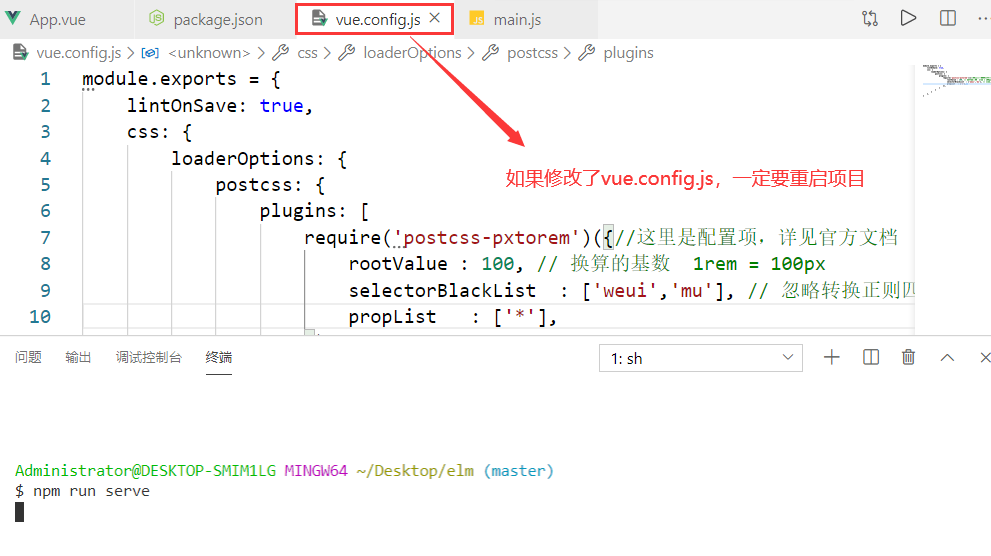 App.vue package.json vue.config.js main.js
vue.config.js > <unknown> > css > loaderOptions > postcss > plugins
1 module.exports = {
2 lintOnSave: true,
3 css: {
4 loaderOptions: {
5 postcss: {
6 plugins: [
7 require('postcss-pxtorem')({//这里是配置项，详见官方文档
8 rootValue : 100, // 换算的基数 1rem = 100px
9 selectorBlackList : ['weui','mu'], // 忽略转换正则匹
10 propList : ['*'],
如果修改了vue.config.js，一定要重启项目
问题 输出 调试控制台 终端 1: sh
Administrator@DESKTOP-SMIM1LG MINGW64 ~/Desktop/elm (master)
$ npm run serve